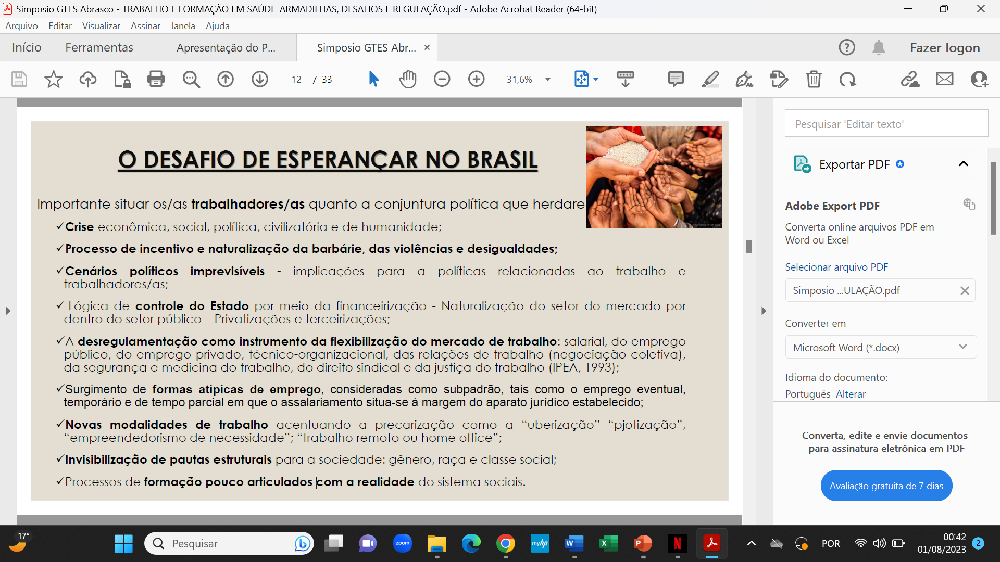 Simposio GTES Abrasco - TRABALHO E FORMAÇÃO EM SAÚDE_ARMADILHAS, DESAFIOS E REGULAÇÃO.pdf - Adobe Acrobat Reader (64-bit)
Arquivo Editar Visualizar Assinar Janela Ajuda
Início Ferramentas Apresentação do P... Simposio GTES Abr... Fazer logon
12 / 33 31,6%
O DESAFIO DE ESPERANÇAR NO BRASIL
Importante situar os/as trabalhadores/as quanto a conjuntura política que herdare
✓Crise econômica, social, política, civilizatória e de humanidade;
✓Processo de incentivo e naturalização da barbárie, das violências e desigualdades;
✓Cenários políticos imprevisíveis - implicações para a políticas relacionadas ao trabalho e
trabalhadores/as;
✓ Lógica de controle do Estado por meio da financeirização - Naturalização do setor do mercado por
dentro do setor público – Privatizações e terceirizações;
✓A desregulamentação como instrumento da flexibilização do mercado de trabalho: salarial, do emprego
público, do emprego privado, técnico-organizacional, das relações de trabalho (negociação coletiva),
da segurança e medicina do trabalho, do direito sindical e da justiça do trabalho (IPEA, 1993);
✓Surgimento de formas atípicas de emprego, consideradas como subpadrão, tais como o emprego eventual,
temporário e de tempo parcial em que o assalariamento situa-se à margem do aparato jurídico estabelecido;
✓Novas modalidades de trabalho acentuando a precarização como a “uberização” “pjotização”,
“empreendedorismo de necessidade”; “trabalho remoto ou home office”;
✓Invisibilização de pautas estruturais para a sociedade: gênero, raça e classe social;
✓Processos de formação pouco articulados com a realidade do sistema sociais.
Pesquisar 'Editar texto'
Exportar PDF
Adobe Export PDF
Converta online arquivos PDF em
Word ou Excel
Selecionar arquivo PDF
Simposio ...ULAÇÃO.pdf
Converter em
Microsoft Word (*.docx)
Idioma do documento:
Português Alterar
Converta, edite e envie documentos
para assinatura eletrônica em PDF
Avaliação gratuita de 7 dias
17°
Pesquisar
zoom
myhp
POR
00:42
01/08/2023
2